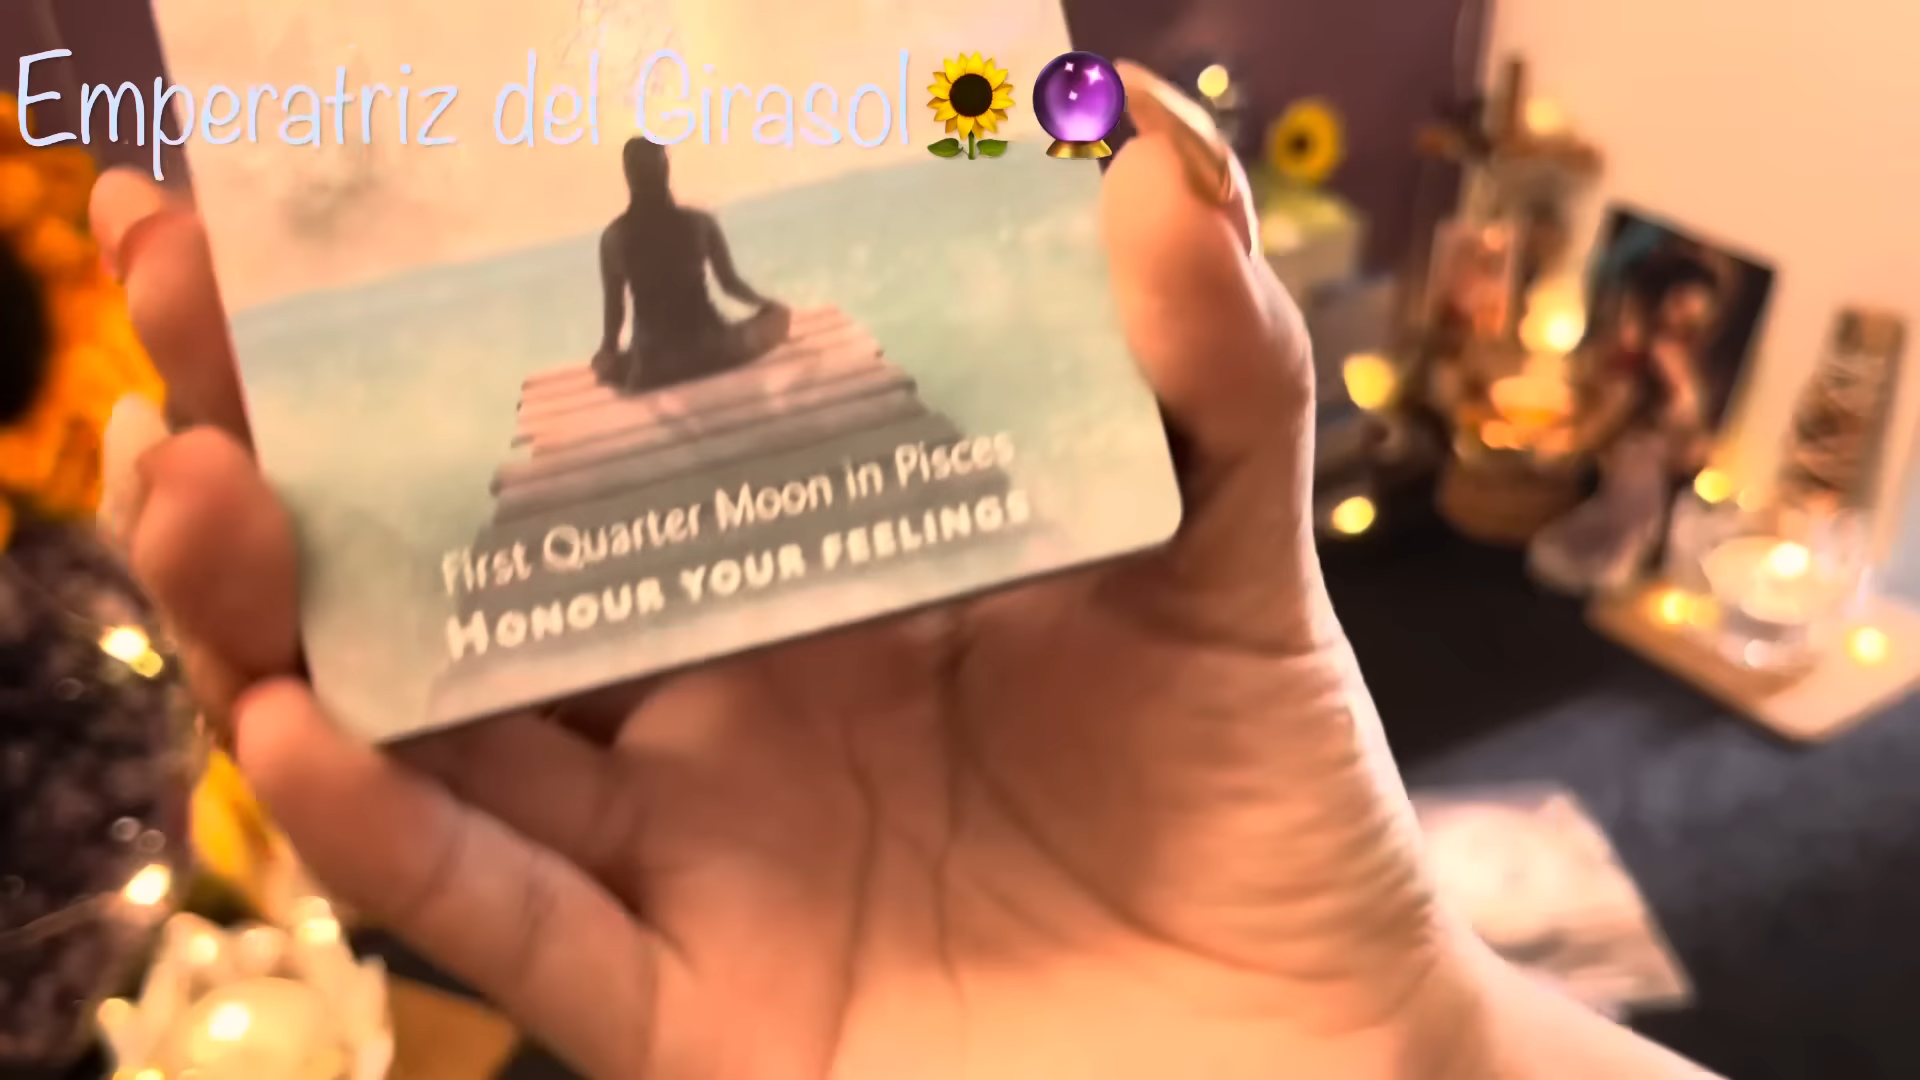 Emperatriz del Girasol🌻🔮
First Quarter Moon in Pisces
HONOUR YOUR FEELINGS